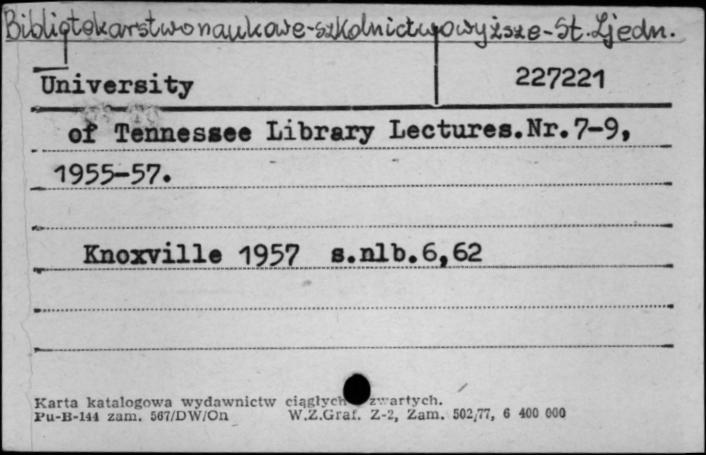 Bibliotekarstwo naukowe-szkolnictwo wyższe-St. Zjedn.
University 227221
of Tennessee Library Lectures.Nr.7-9,
1955-57.
Knoxville 1957 s.nlb.6,62
Karta katalogowa wydawnictw ciągłych zwartych.
Pu-B-144 zam. 567/DW/On W.Z.Graf. Z-2, Zam. 502/77, 6 400 000